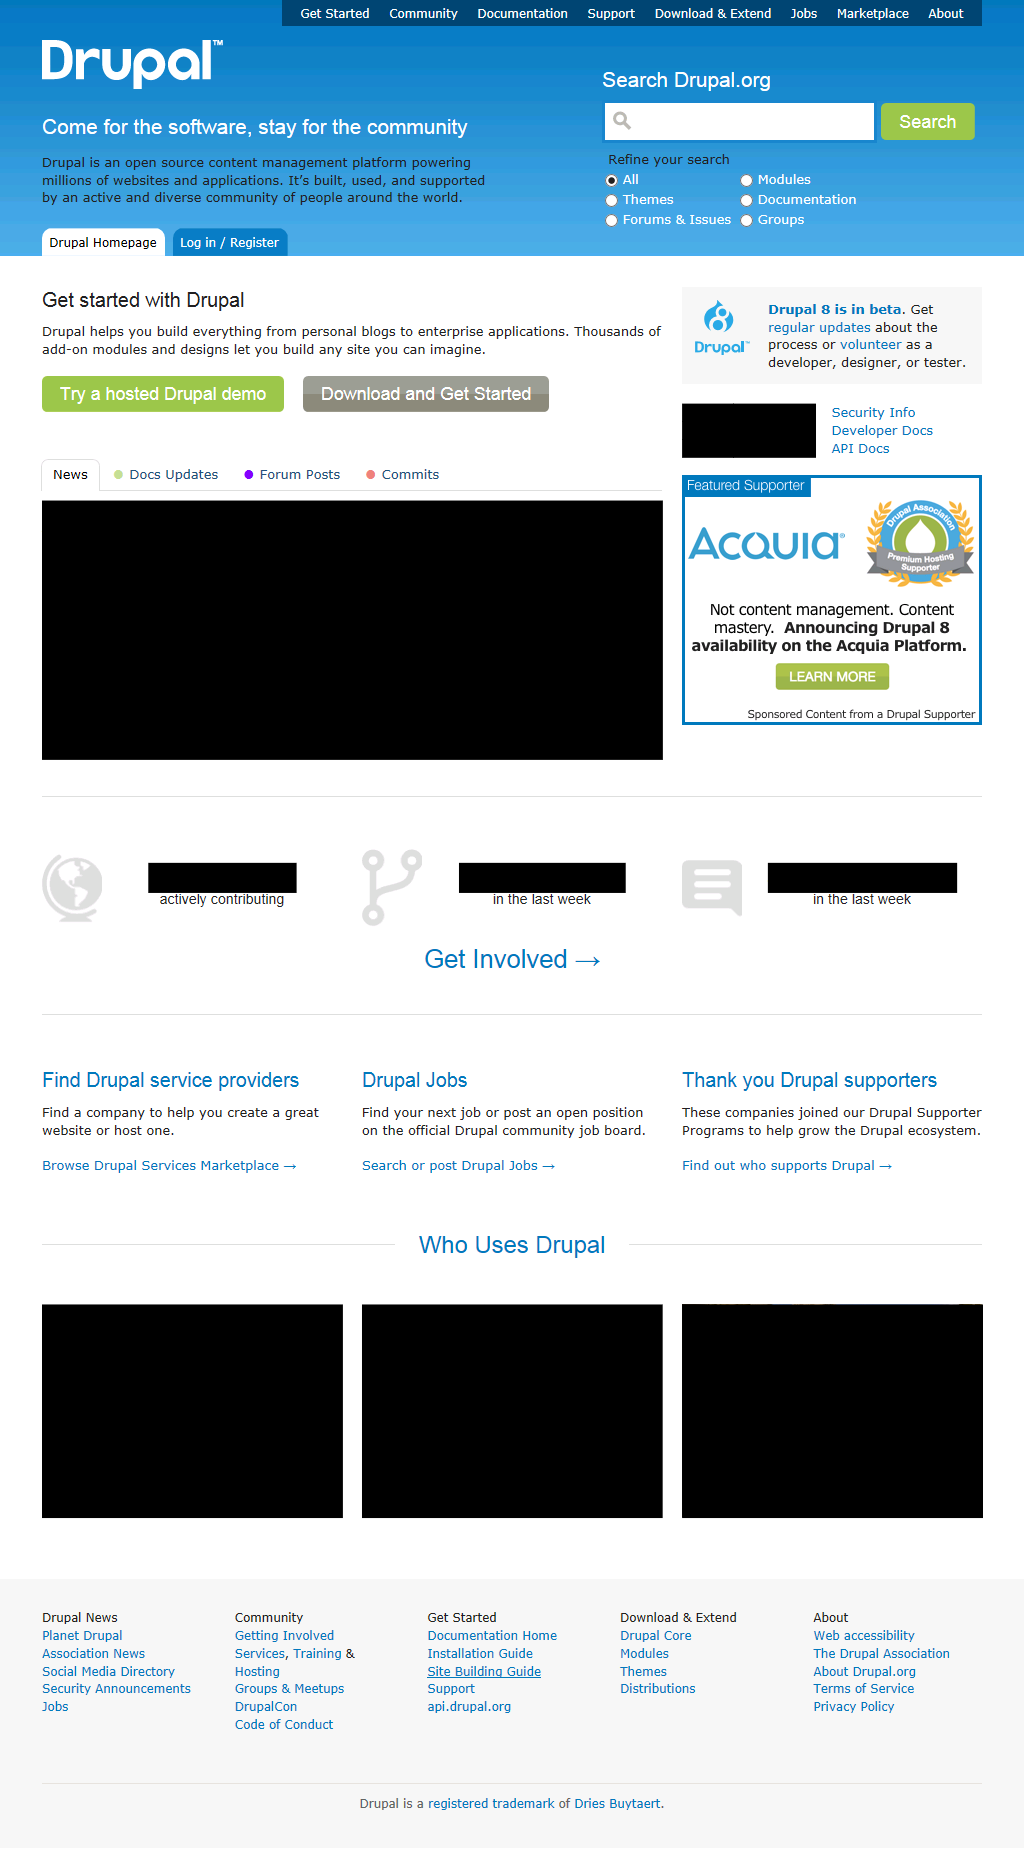 Get Started Community Documentation Support Download & Extend Jobs Marketplace About
Drupal™
Come for the software, stay for the community
Drupal is an open source content management platform powering
millions of websites and applications. It’s built, used, and supported
by an active and diverse community of people around the world.
Search Drupal.org
Search
Refine your search
All Modules
Themes Documentation
Forums & Issues Groups
Drupal Homepage Log in / Register
Get started with Drupal
Drupal helps you build everything from personal blogs to enterprise applications. Thousands of
add-on modules and designs let you build any site you can imagine.
Try a hosted Drupal demo Download and Get Started
News Docs Updates Forum Posts Commits
Drupal™
Drupal 8 is in beta. Get
regular updates about the
process or volunteer as a
developer, designer, or tester.
Security Info
Developer Docs
API Docs
Featured Supporter
Acquia®
Drupal Association
Premium Hosting
Supporter
Not content management. Content
mastery. Announcing Drupal 8
availability on the Acquia Platform.
LEARN MORE
Sponsored Content from a Drupal Supporter
actively contributing
in the last week
in the last week
Get Involved →
Find Drupal service providers
Find a company to help you create a great
website or host one.
Browse Drupal Services Marketplace →
Drupal Jobs
Find your next job or post an open position
on the official Drupal community job board.
Search or post Drupal Jobs →
Thank you Drupal supporters
These companies joined our Drupal Supporter
Programs to help grow the Drupal ecosystem.
Find out who supports Drupal →
Who Uses Drupal
Drupal News
Planet Drupal
Association News
Social Media Directory
Security Announcements
Jobs
Community
Getting Involved
Services, Training &
Hosting
Groups & Meetups
DrupalCon
Code of Conduct
Get Started
Documentation Home
Installation Guide
Site Building Guide
Support
api.drupal.org
Download & Extend
Drupal Core
Modules
Themes
Distributions
About
Web accessibility
The Drupal Association
About Drupal.org
Terms of Service
Privacy Policy
Drupal is a registered trademark of Dries Buytaert.